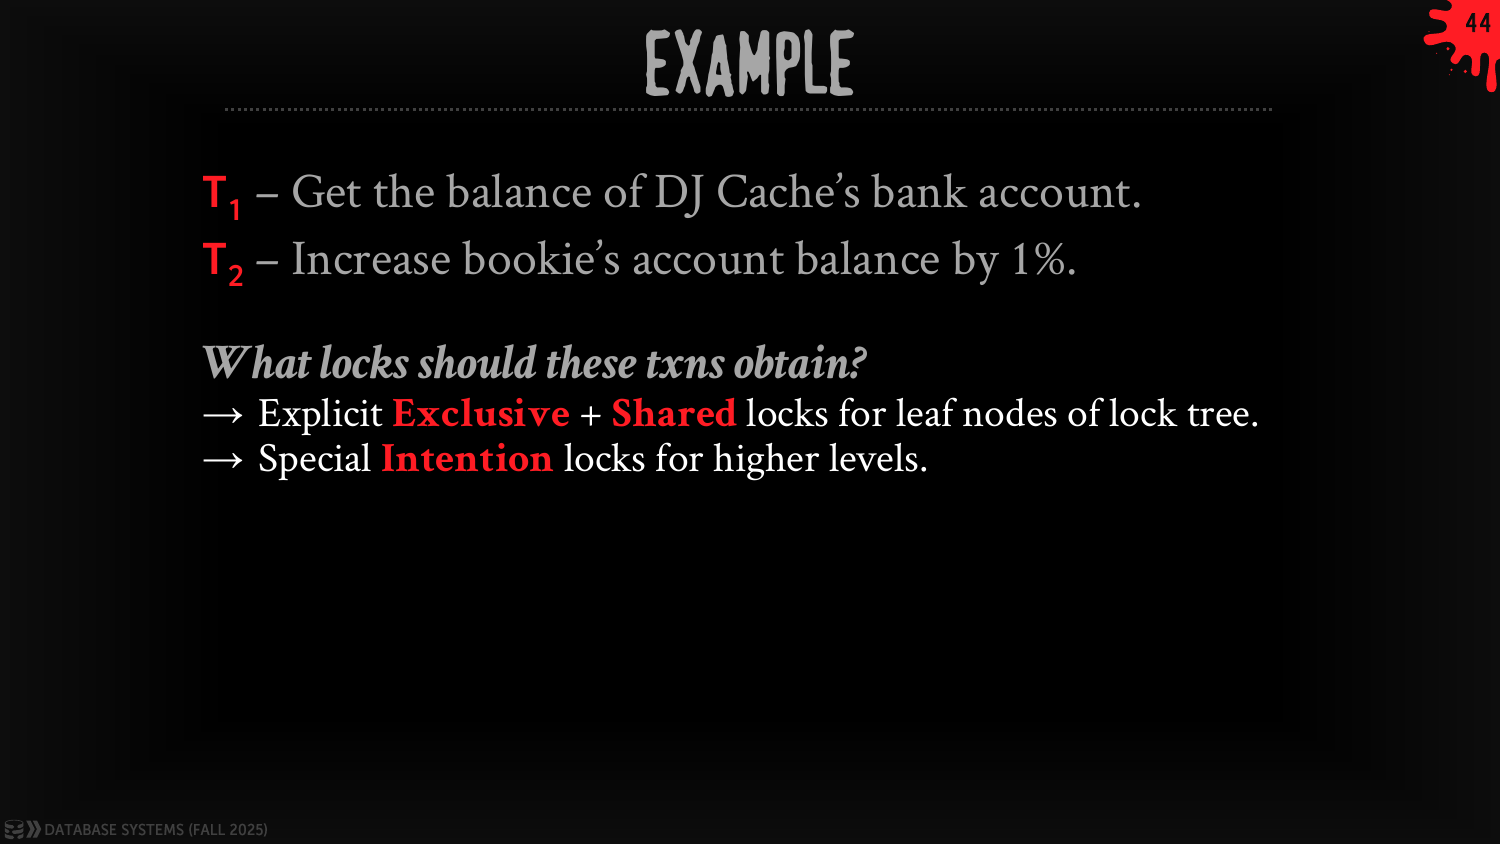 44
EXAMPLE
T1 – Get the balance of DJ Cache’s bank account.
T2 – Increase bookie’s account balance by 1%.
What locks should these txns obtain?
→ Explicit Exclusive + Shared locks for leaf nodes of lock tree.
→ Special Intention locks for higher levels.
DATABASE SYSTEMS (FALL 2025)